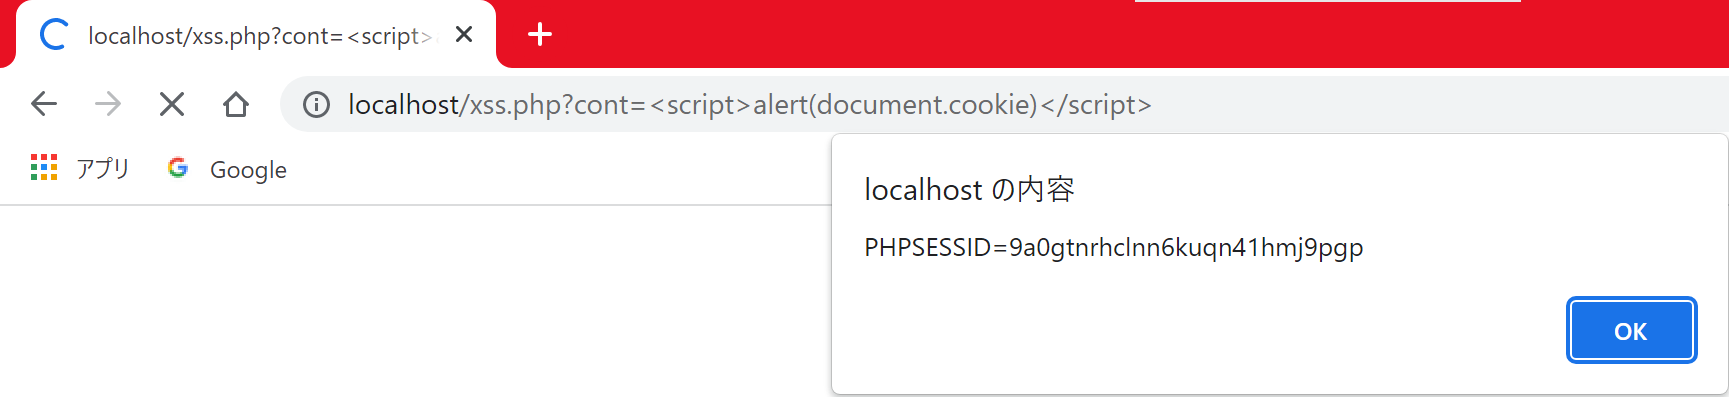 localhost/xss.php?cont=<script>
localhost/xss.php?cont=<script>alert(document.cookie)</script>
アプリ
Google
localhost の内容
PHPSESSID=9a0gtnrhclnn6kuqn41hmj9pgp
OK